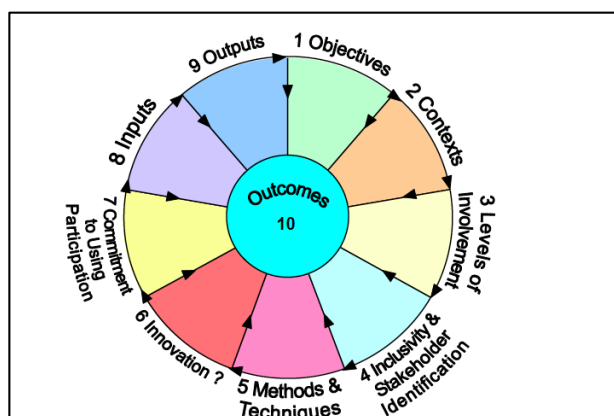 1 Objectives
2 Contexts
3 Levels of
Involvement
4 Inclusivity &
Stakeholder
Identification
5 Methods &
Techniques
6 Innovation ?
7 Commitment
to Using
Participation
8 Inputs
9 Outputs
Outcomes
10